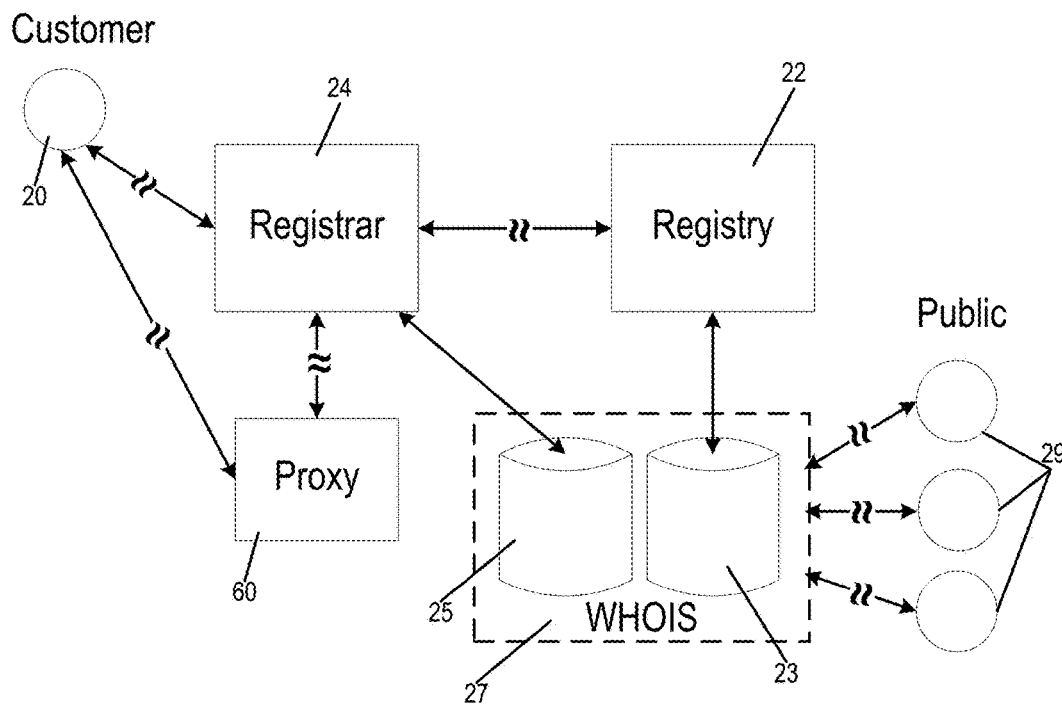 Customer
24
22
20
Registrar
Registry
Public
Proxy
29
60
25
WHOIS
27
23